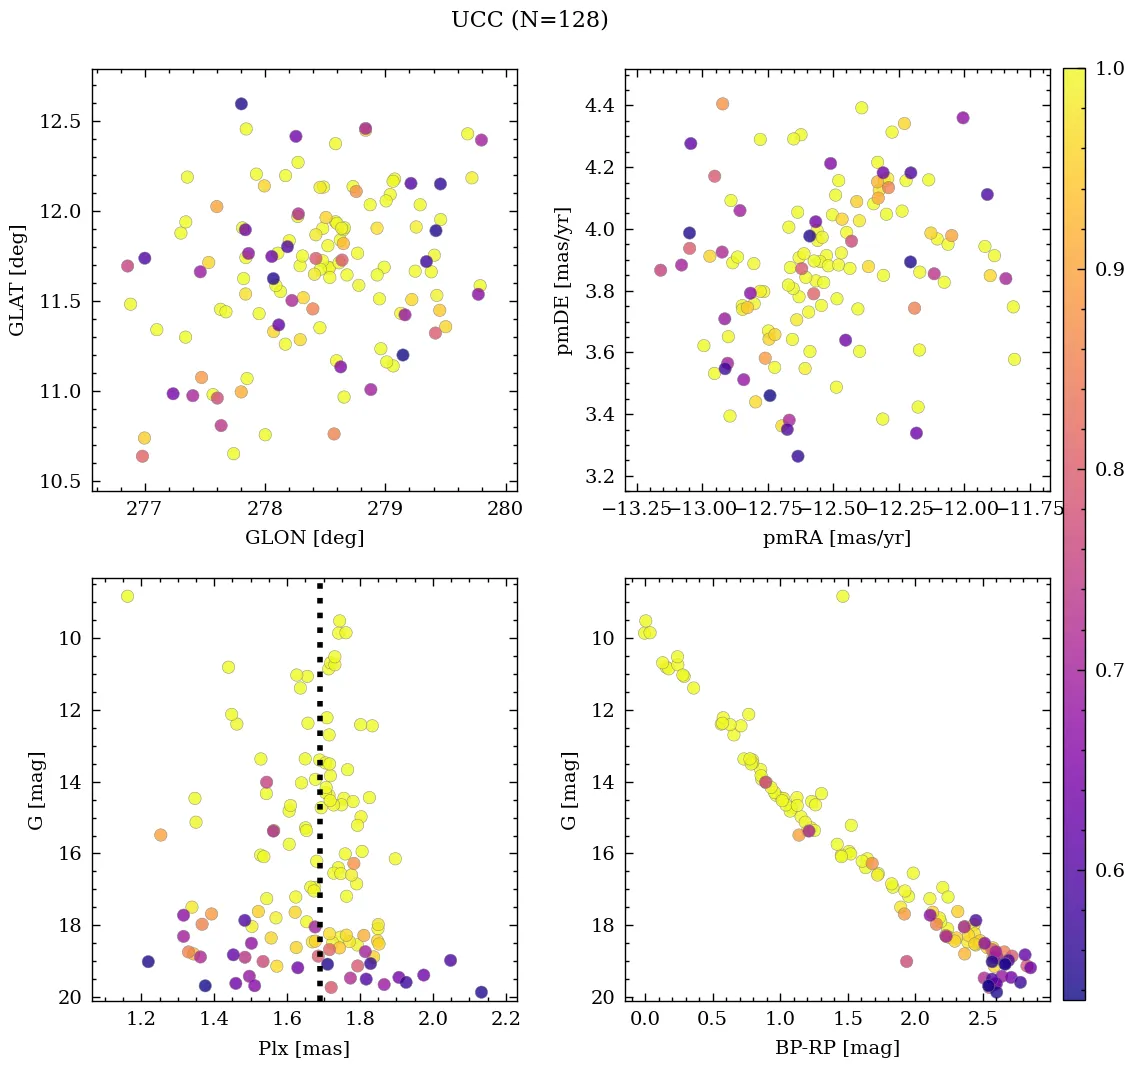 UCC (N=128)
12.5
12.0
11.5
11.0
10.5
GLAT [deg]
277 278 279 280
GLON [deg]
4.4
4.2
4.0
3.8
3.6
3.4
3.2
pmDE [mas/yr]
−13.25 −13.00 −12.75 −12.50 −12.25 −12.00 −11.75
pmRA [mas/yr]
1.0
0.9
0.8
0.7
0.6
10
12
14
16
18
20
G [mag]
1.2 1.4 1.6 1.8 2.0 2.2
Plx [mas]
10
12
14
16
18
20
G [mag]
0.0 0.5 1.0 1.5 2.0 2.5
BP-RP [mag]